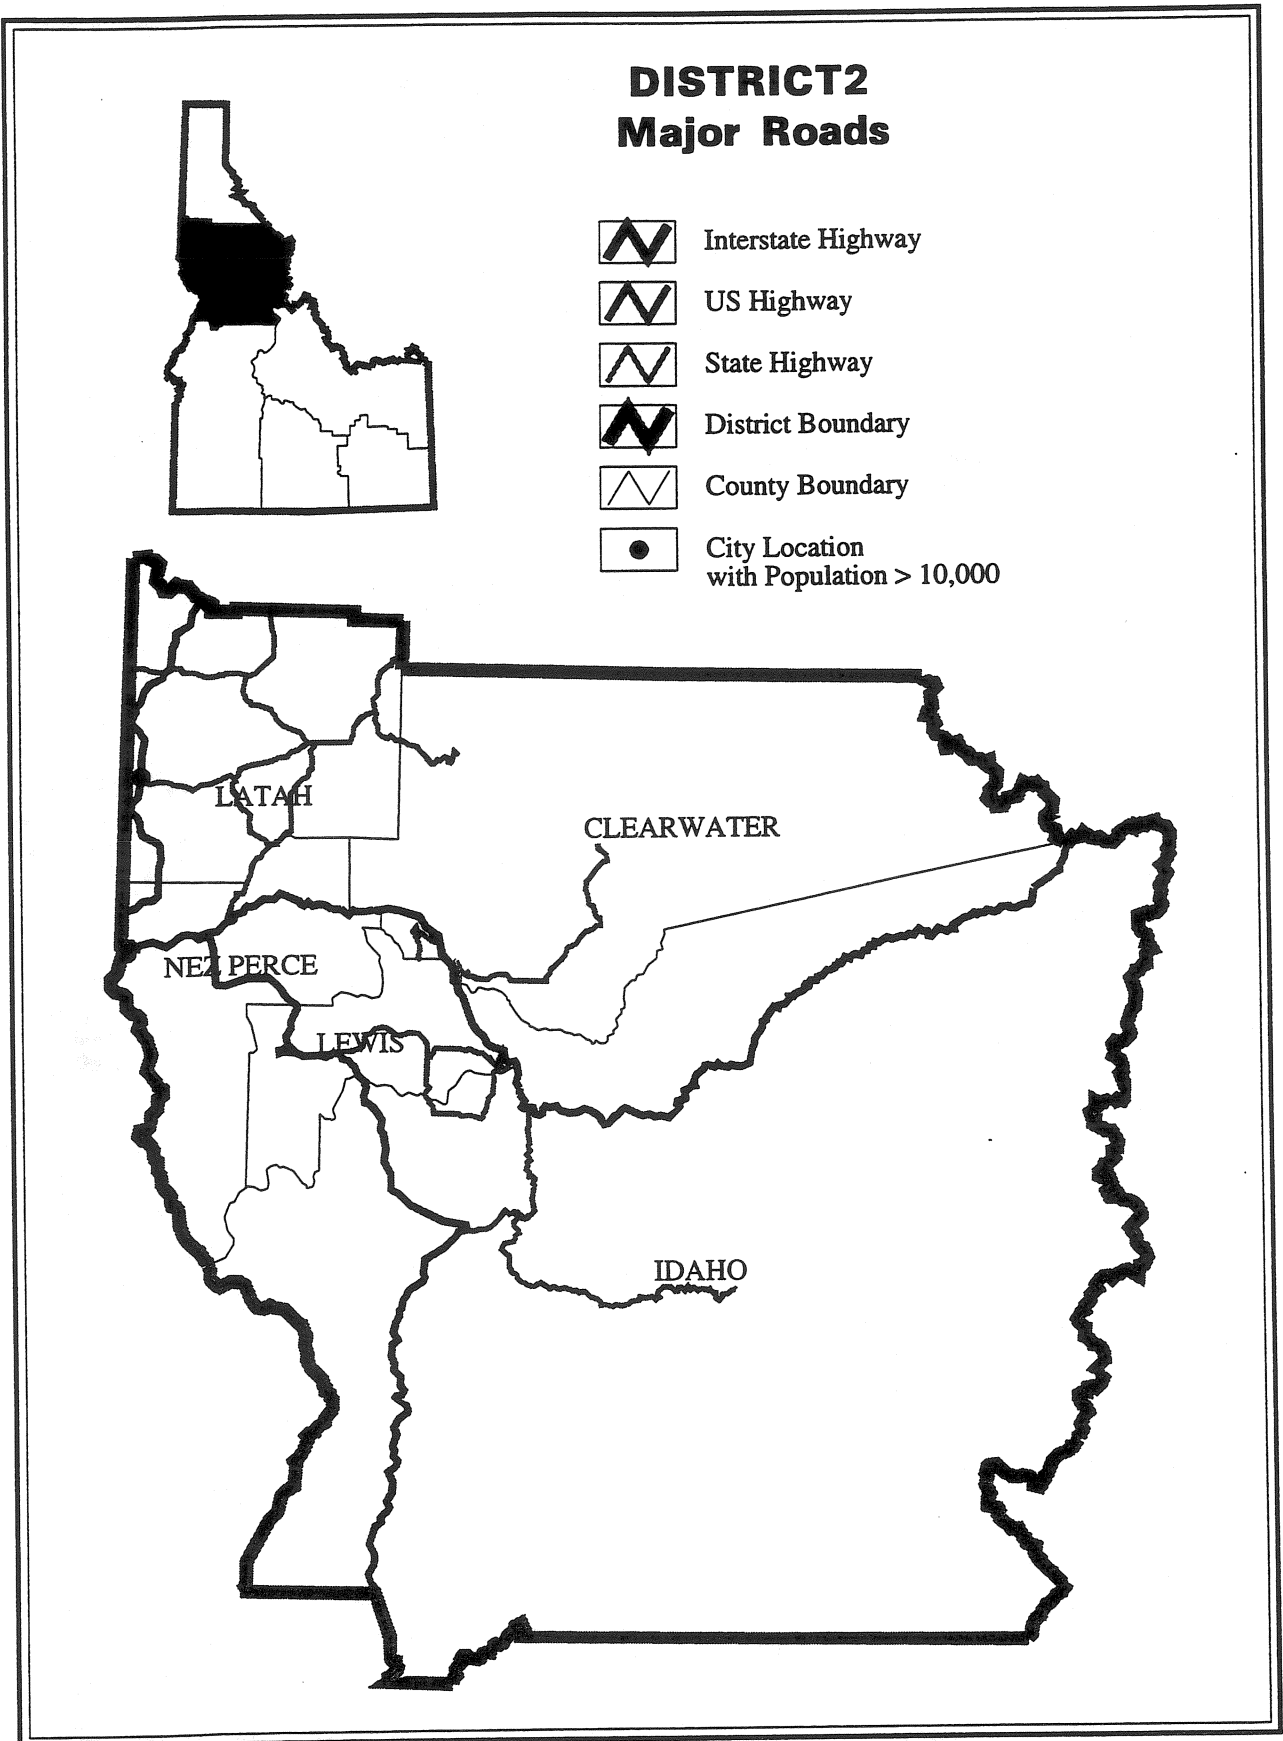 DISTRICT2
Major Roads
Interstate Highway
US Highway
State Highway
District Boundary
County Boundary
City Location
with Population > 10,000
LATAH
CLEARWATER
NEZ PERCE
LEWIS
IDAHO